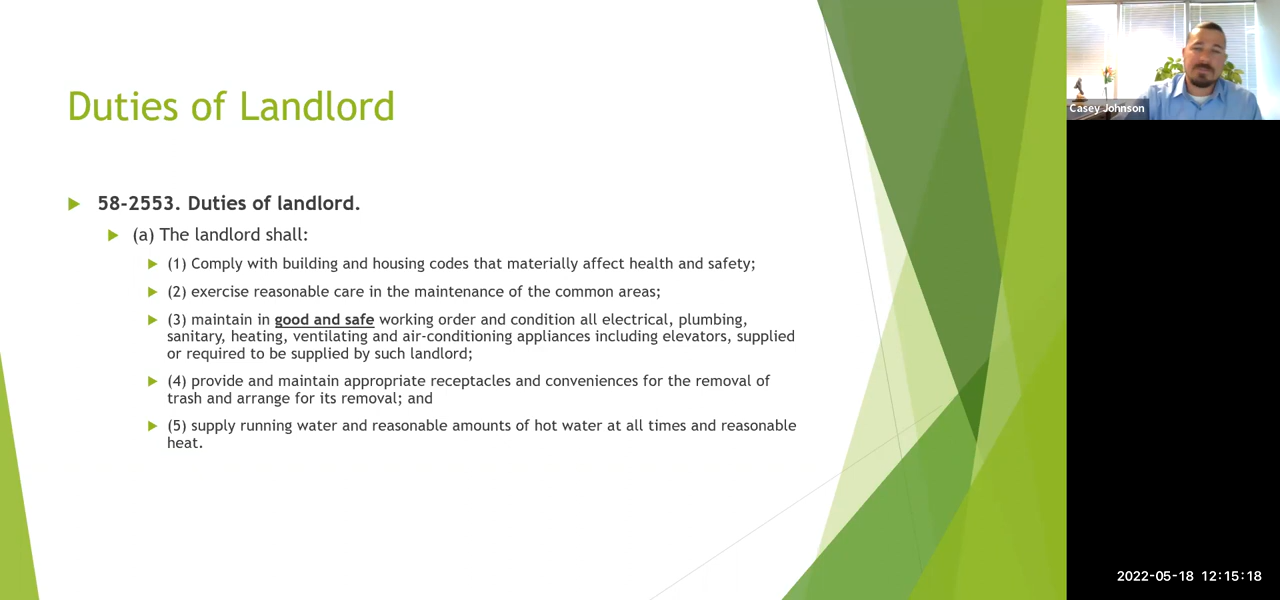 Duties of Landlord
58-2553. Duties of landlord.
(a) The landlord shall:
(1) Comply with building and housing codes that materially affect health and safety;
(2) exercise reasonable care in the maintenance of the common areas;
(3) maintain in good and safe working order and condition all electrical, plumbing,
sanitary, heating, ventilating and air-conditioning appliances including elevators, supplied
or required to be supplied by such landlord;
(4) provide and maintain appropriate receptacles and conveniences for the removal of
trash and arrange for its removal; and
(5) supply running water and reasonable amounts of hot water at all times and reasonable
heat.
Casey Johnson
2022-05-18 12:15:18